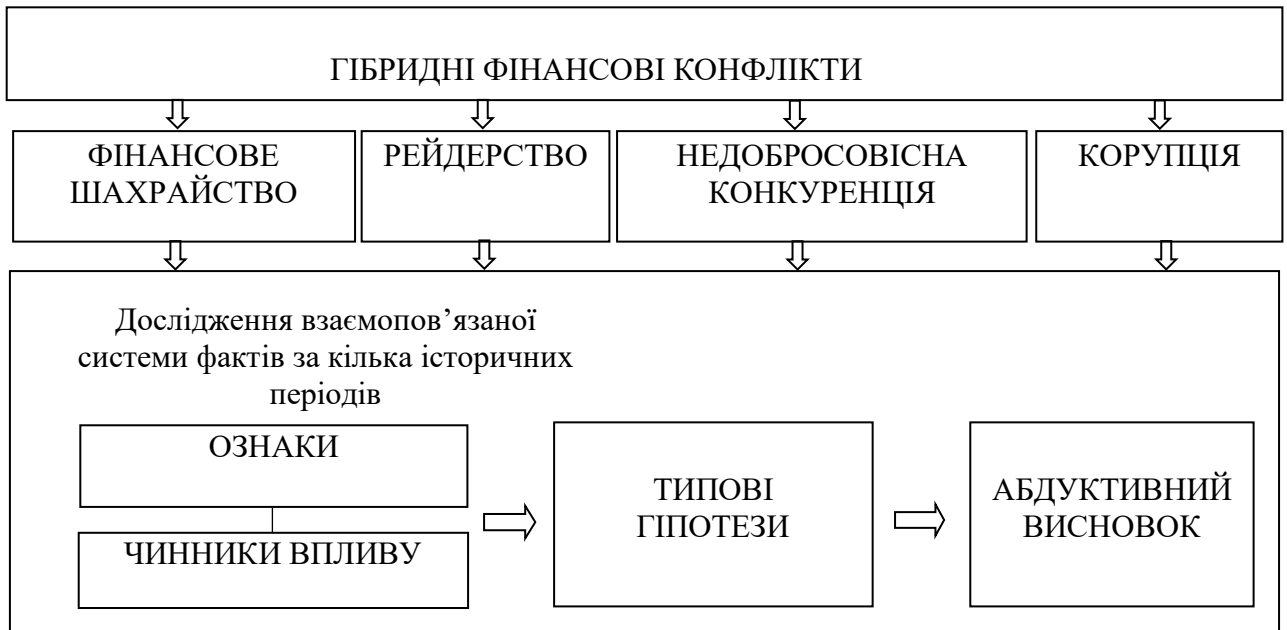 ГІБРИДНІ ФІНАНСОВІ КОНФЛІКТИ
ФІНАНСОВЕ
ШАХРАЙСТВО
РЕЙДЕРСТВО
НЕДОБРОСОВІСНА
КОНКУРЕНЦІЯ
КОРУПЦІЯ
Дослідження взаємопов’язаної
системи фактів за кілька історичних
періодів
ОЗНАКИ
ЧИННИКИ ВПЛИВУ
ТИПОВІ
ГІПОТЕЗИ
АБДУКТИВНИЙ
ВИСНОВОК